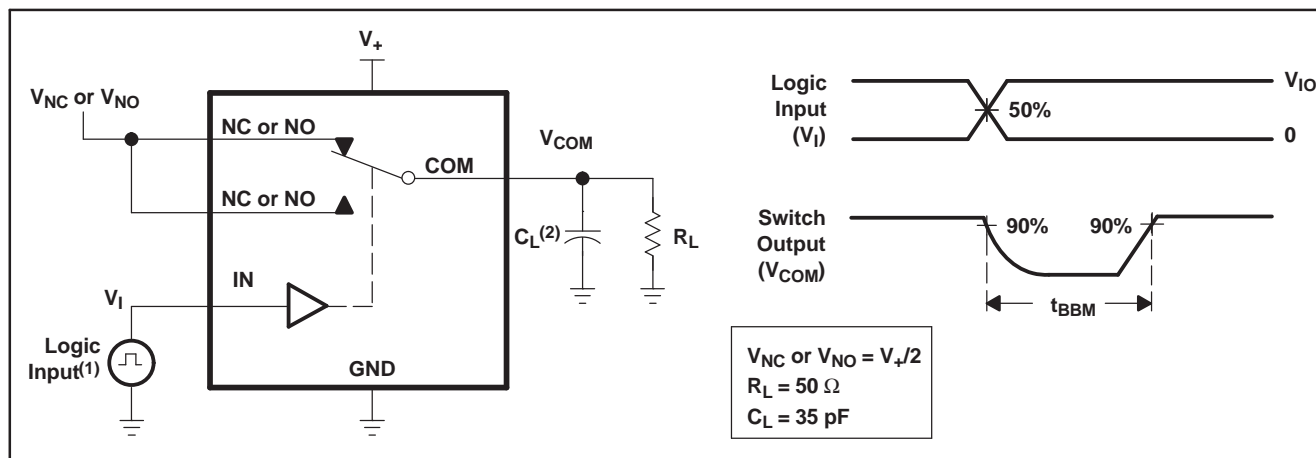 V+
VNC or VNO
NC or NO
VCOM
COM
NC or NO
CL(2)
RL
IN
VI
Logic
Input(1)
GND
Logic
Input
(VI)
50%
VIO
0
Switch
Output
(VCOM)
90%
90%
tBBM
VNC or VNO = V+/2
RL = 50 Ω
CL = 35 pF